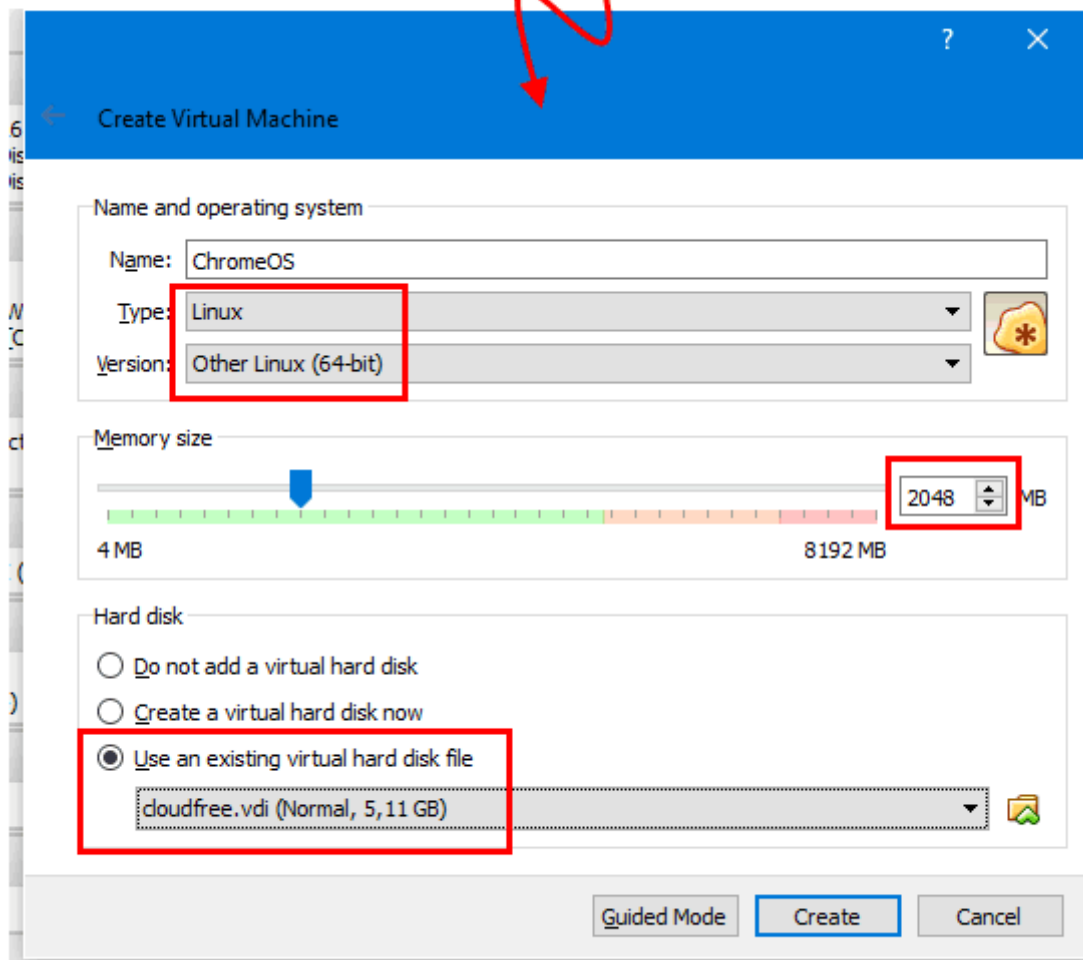 ?
Create Virtual Machine
Name and operating system
Name: ChromeOS
Type: Linux
Version: Other Linux (64-bit)
Memory size
2048 MB
4 MB 8192 MB
Hard disk
Do not add a virtual hard disk
Create a virtual hard disk now
Use an existing virtual hard disk file
cloudfree.vdi (Normal, 5,11 GB)
Guided Mode Create Cancel